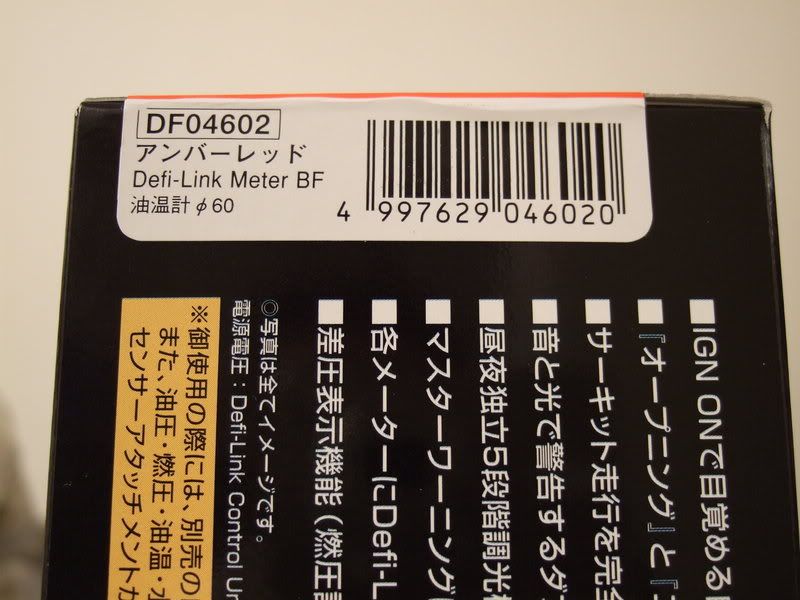 DF04602
アンバーレッド
Defi-Link Meter BF
油温計φ60
4 997629 046020
■IGN ONで目覚める
■『オープニング』と『
■サーキット走行を完全
■音と光で警告する
■昼夜独立5段階調光
■マスターワーニング
■各メーターにDefi-L
■差圧表示機能(燃圧
◎写真は全てイメージです。
電源電圧:Defi-Link Control Un
※御使用の際には、別売の
また、油圧・燃圧・油温・水
センサーアタッチメントが